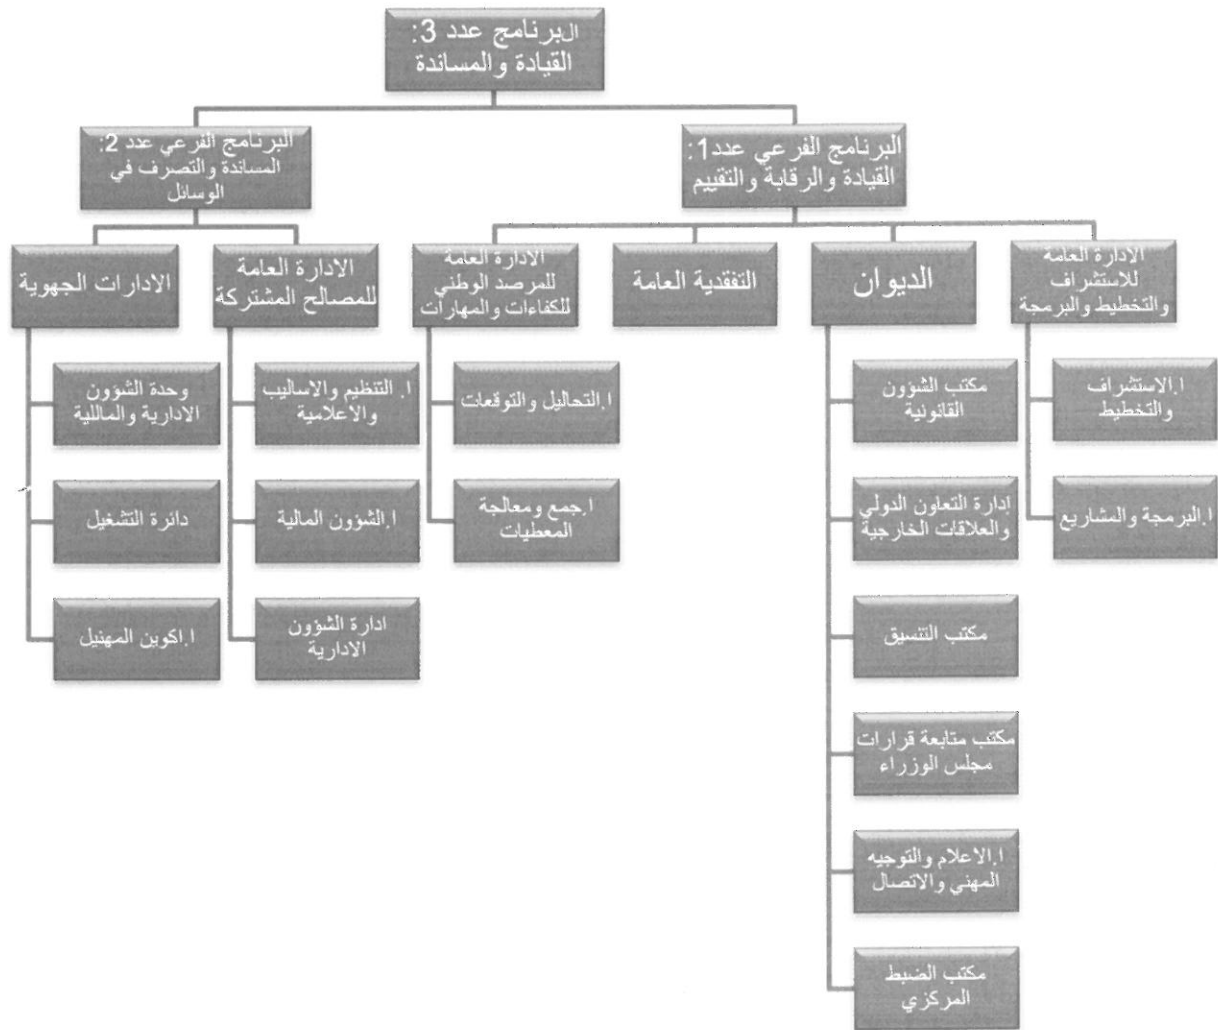 البرنامج عدد 3:
القيادة والمساندة
البرنامج الفرعي عدد1:
القيادة والرقابة والتقييم
البرنامج الفرعي عدد 2:
المساندة والتصرف في
الوسائل
الادارة العامة
للاستشراف
والتخطيط والبرمجة
الديوان
التفقدية العامة
الادارة العامة
للمرصد الوطني
للكفاءات والمهارات
الادارة العامة
للمصالح المشتركة
الادارات الجهوية
ا.الاستشراف
والتخطيط
ا.البرمجة والمشاريع
مكتب الشؤون
القانونية
إدارة التعاون الدولي
والعلاقات الخارجية
مكتب التنسيق
مكتب متابعة قرارات
مجلس الوزراء
ا.الاعلام والتوجيه
المهني والاتصال
مكتب الضبط
المركزي
ا.التحاليل والتوقعات
ا.جمع ومعالجة
المعطيات
ا. التنظيم والاساليب
والاعلامية
ا.الشؤون المالية
ادارة الشؤون
الادارية
وحدة الشؤون
الادارية والماللية
دائرة التشغيل
ا.اكوين المهنيل